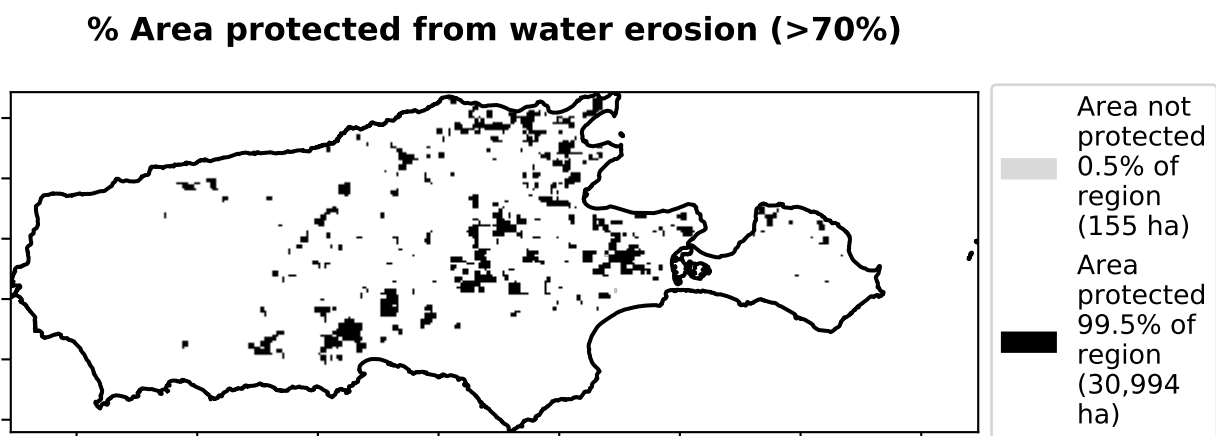 % Area protected from water erosion (>70%)
Area not
protected
0.5% of
region
(155 ha)
Area
protected
99.5% of
region
(30,994
ha)